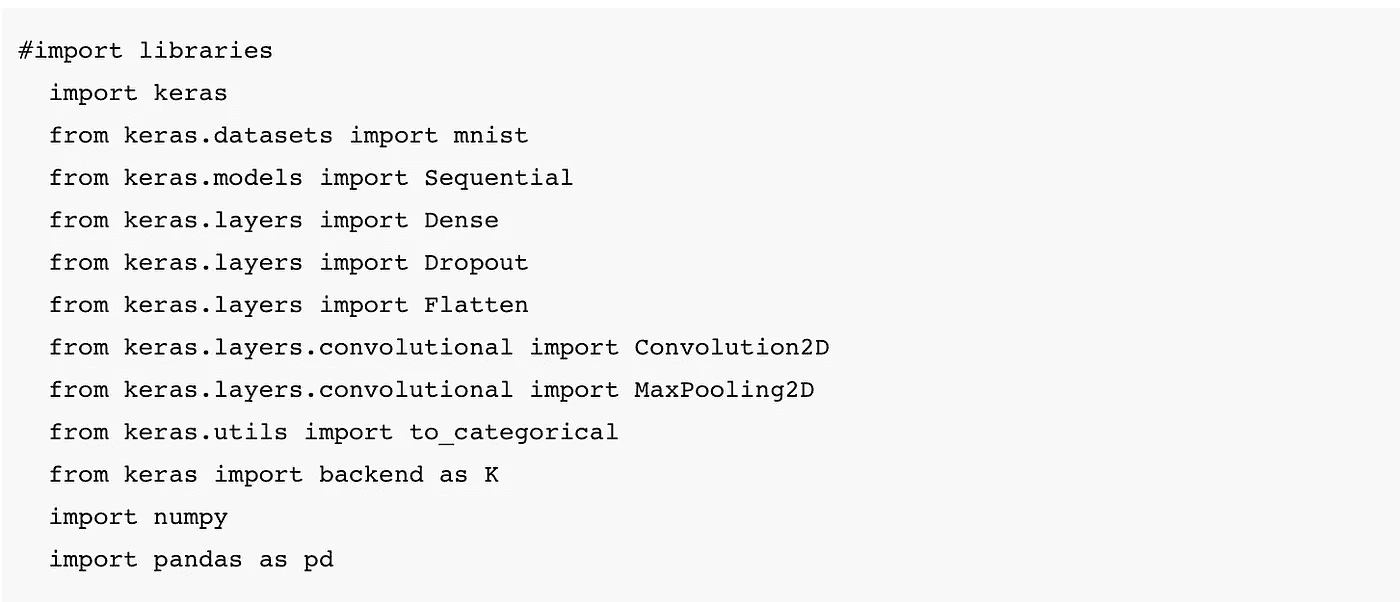 #import libraries
import keras
from keras.datasets import mnist
from keras.models import Sequential
from keras.layers import Dense
from keras.layers import Dropout
from keras.layers import Flatten
from keras.layers.convolutional import Convolution2D
from keras.layers.convolutional import MaxPooling2D
from keras.utils import to_categorical
from keras import backend as K
import numpy
import pandas as pd